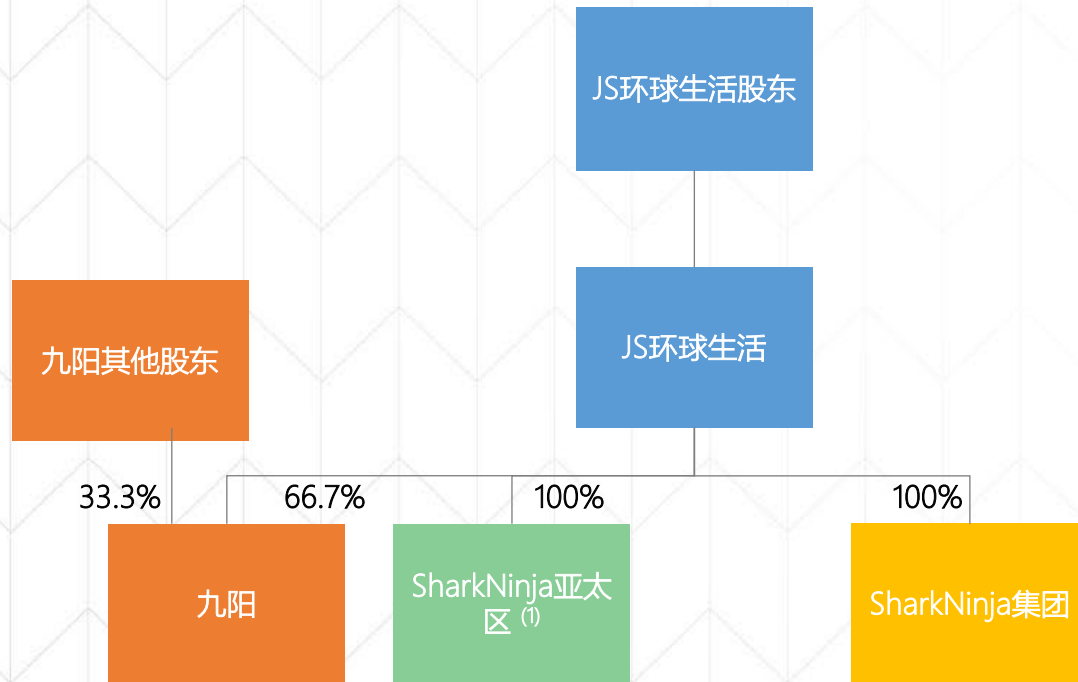 JS环球生活股东
JS环球生活
九阳其他股东
33.3%
66.7%
100%
100%
九阳
SharkNinja亚太
区 (1)
SharkNinja集团